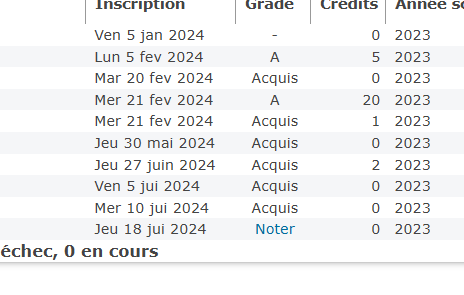 Inscription Grade Crédits Année
Ven 5 jan 2024 - 0 2023
Lun 5 fev 2024 A 5 2023
Mar 20 fev 2024 Acquis 0 2023
Mer 21 fev 2024 A 20 2023
Mer 21 fev 2024 Acquis 1 2023
Jeu 30 mai 2024 Acquis 0 2023
Jeu 27 juin 2024 Acquis 2 2023
Ven 5 jui 2024 Acquis 0 2023
Mer 10 jui 2024 Acquis 0 2023
Jeu 18 jui 2024 Noter 0 2023
échec, 0 en cours